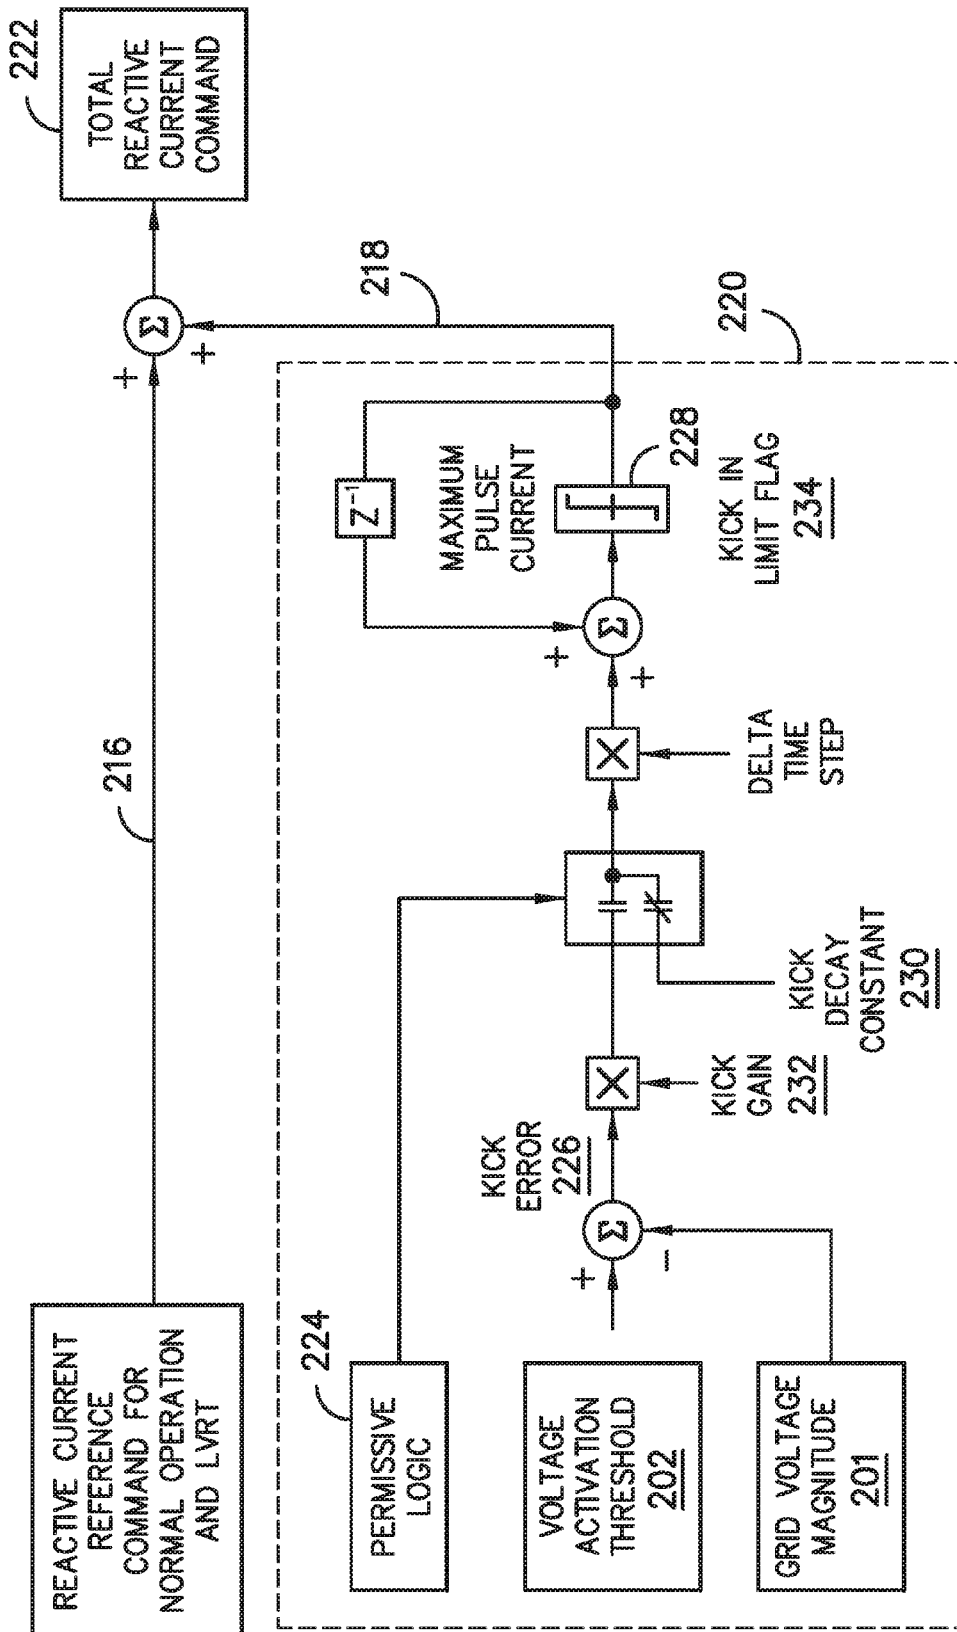 222
TOTAL
REACTIVE
CURRENT
COMMAND
Σ
+
+
218
216
REACTIVE CURRENT
REFERENCE
COMMAND FOR
NORMAL OPERATION
AND LVRT
220
224
PERMISSIVE
LOGIC
VOLTAGE
ACTIVATION
THRESHOLD
202
GRID VOLTAGE
MAGNITUDE
201
+
−
Σ
KICK
ERROR
226
X
KICK
GAIN
232
KICK
DECAY
CONSTANT
230
X
DELTA
TIME
STEP
+
+
Σ
Z⁻¹
MAXIMUM
PULSE
CURRENT
228
KICK IN
LIMIT FLAG
234